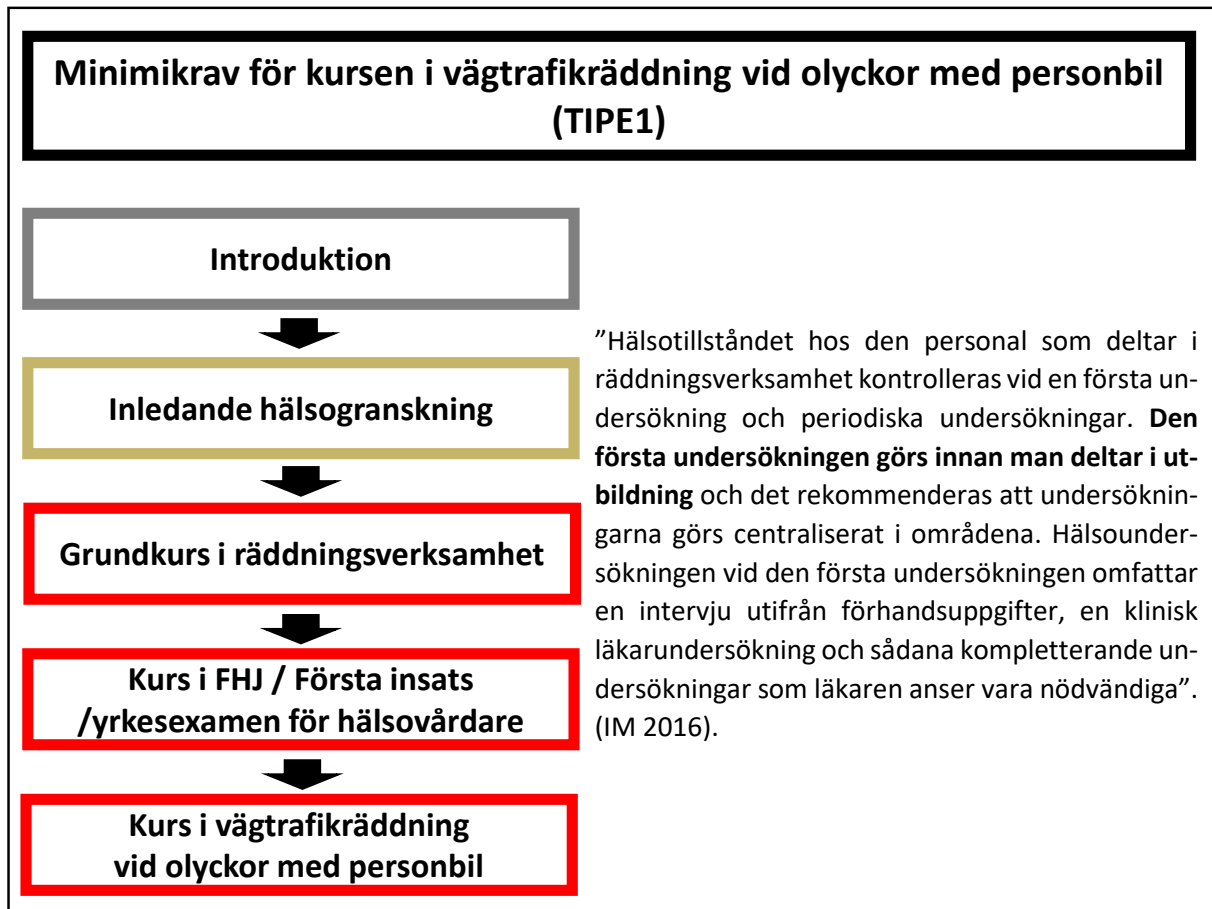 Minimikrav för kursen i vägtrafikräddning vid olyckor med personbil
(TIPE1)
Introduktion
Inledande hälsogranskning
Grundkurs i räddningsverksamhet
Kurs i FHJ / Första insats
/yrkesexamen för hälsovårdare
Kurs i vägtrafikräddning
vid olyckor med personbil
”Hälsotillståndet hos den personal som deltar i
räddningsverksamhet kontrolleras vid en första un-
dersökning och periodiska undersökningar. Den
första undersökningen görs innan man deltar i ut-
bildning och det rekommenderas att undersöknin-
garna görs centraliserat i områdena. Hälsounder-
sökningen vid den första undersökningen omfattar
en intervju utifrån förhandsuppgifter, en klinisk
läkarundersökning och sådana kompletterande un-
dersökningar som läkaren anser vara nödvändiga”.
(IM 2016).